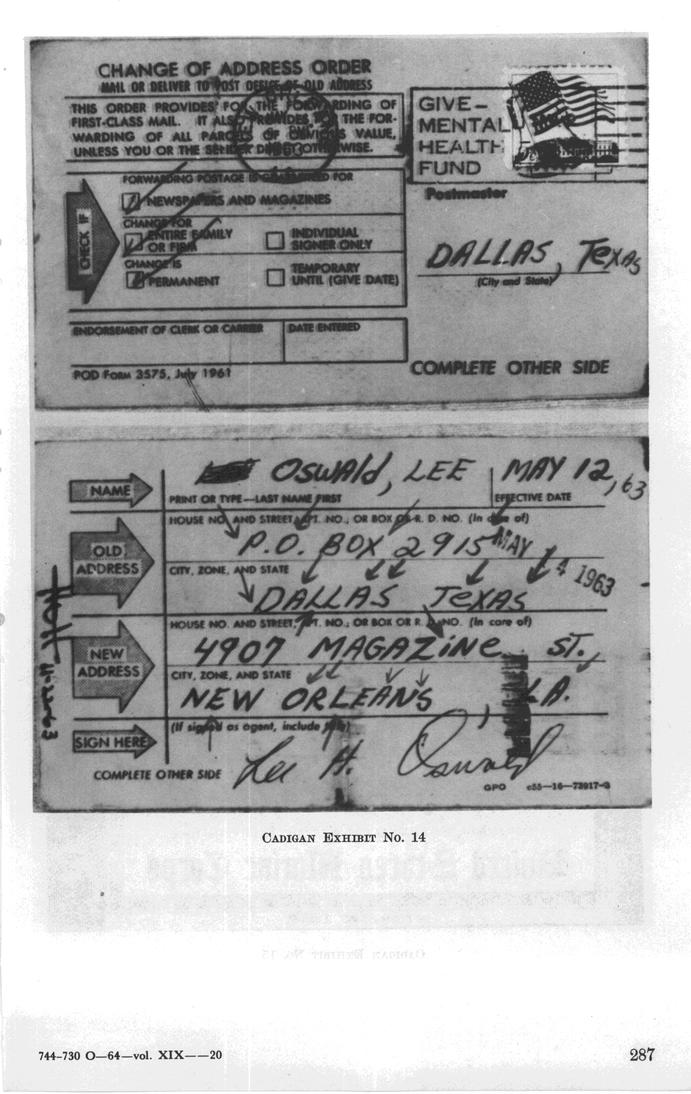 CHANGE OF ADDRESS ORDER
MAIL OR DELIVER TO POST OFFICE OF OLD ADDRESS
THIS ORDER PROVIDES FOR THE FORWARDING OF
FIRST-CLASS MAIL. IT ALSO PROVIDES THE FOR-
WARDING OF ALL PARCELS OF OBVIOUS VALUE,
UNLESS YOU OR THE SENDER DIRECT OTHERWISE.
GIVE—
MENTAL
HEALTH
FUND
CHECK IF
FORWARDING POSTAGE IS GUARANTEED FOR
NEWSPAPERS AND MAGAZINES
CHANGE FOR
ENTIRE FAMILY
OR FIRM
INDIVIDUAL
SIGNER ONLY
CHANGE IS
PERMANENT
TEMPORARY
UNTIL (GIVE DATE)
Postmaster
DALLAS, TEXAS
(City and State)
ENDORSEMENT OF CLERK OR CARRIER
DATE ENTERED
POD FORM 3575, July 1961
COMPLETE OTHER SIDE
NAME
OSWALD, LEE
MAY 12, 63
PRINT OR TYPE—LAST NAME FIRST
EFFECTIVE DATE
OLD
ADDRESS
HOUSE NO. AND STREET, APT. NO., OR BOX OR R. D. NO. (In care of)
P.O. BOX 2915
MAY 14 1963
CITY, ZONE, AND STATE
DALLAS TEXAS
NEW
ADDRESS
HOUSE NO. AND STREET, APT. NO., OR BOX OR R. D. NO. (In care of)
4907 MAGAZINE ST.
CITY, ZONE, AND STATE
NEW ORLEANS, LA.
SIGN HERE
(If signed as agent, include title)
Lee H. Oswald
COMPLETE OTHER SIDE
GPO c55—16—73917-3
CADIGAN EXHIBIT No. 14
744-730 O—64—vol. XIX——20
287